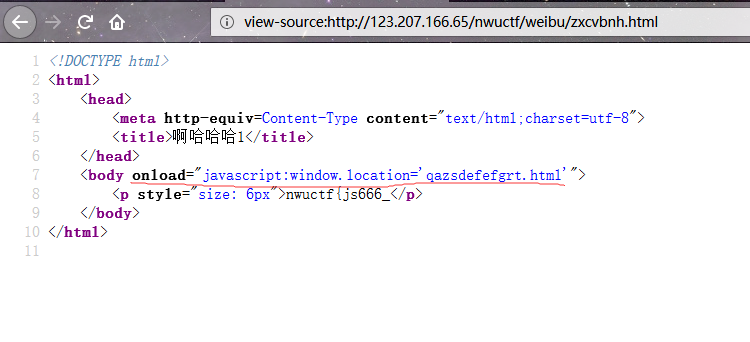 view-source:http://123.207.166.65/nwuctf/weibu/zxcvbnh.html
1 <!DOCTYPE html>
2 <html>
3 <head>
4 <meta http-equiv=Content-Type content="text/html;charset=utf-8">
5 <title>啊哈哈哈1</title>
6 </head>
7 <body onload="javascript:window.location='qazsdefefgrt.html'">
8 <p style="size: 6px">nwuctf{js666_</p>
9 </body>
10 </html>
11